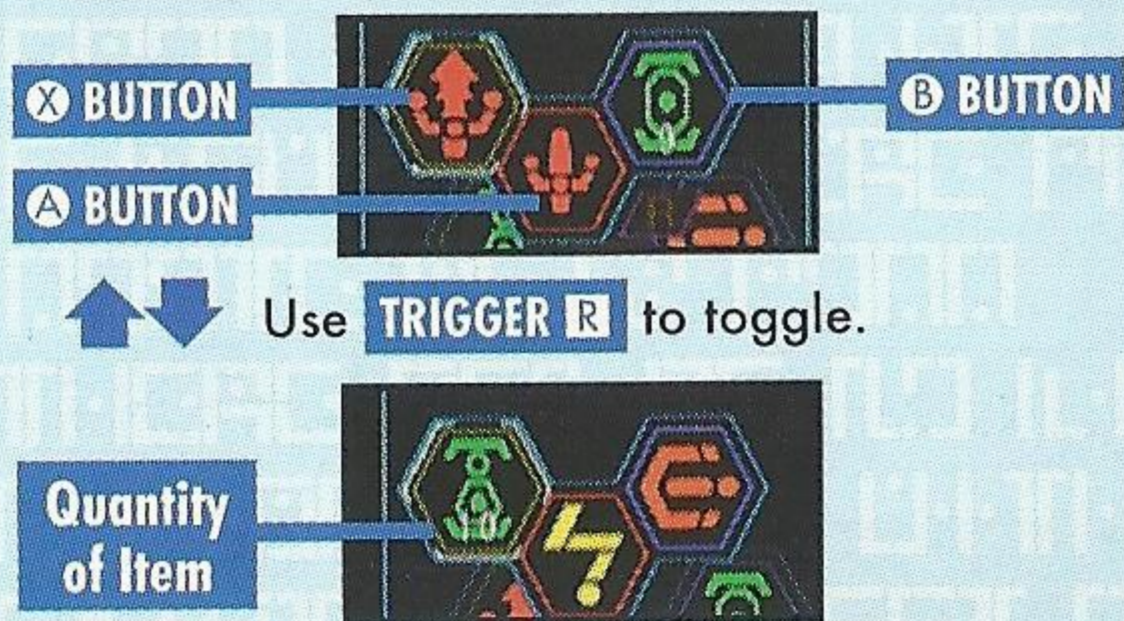 Ⓧ BUTTON
Ⓑ BUTTON
Ⓐ BUTTON
Use TRIGGER R to toggle.
Quantity
of Item